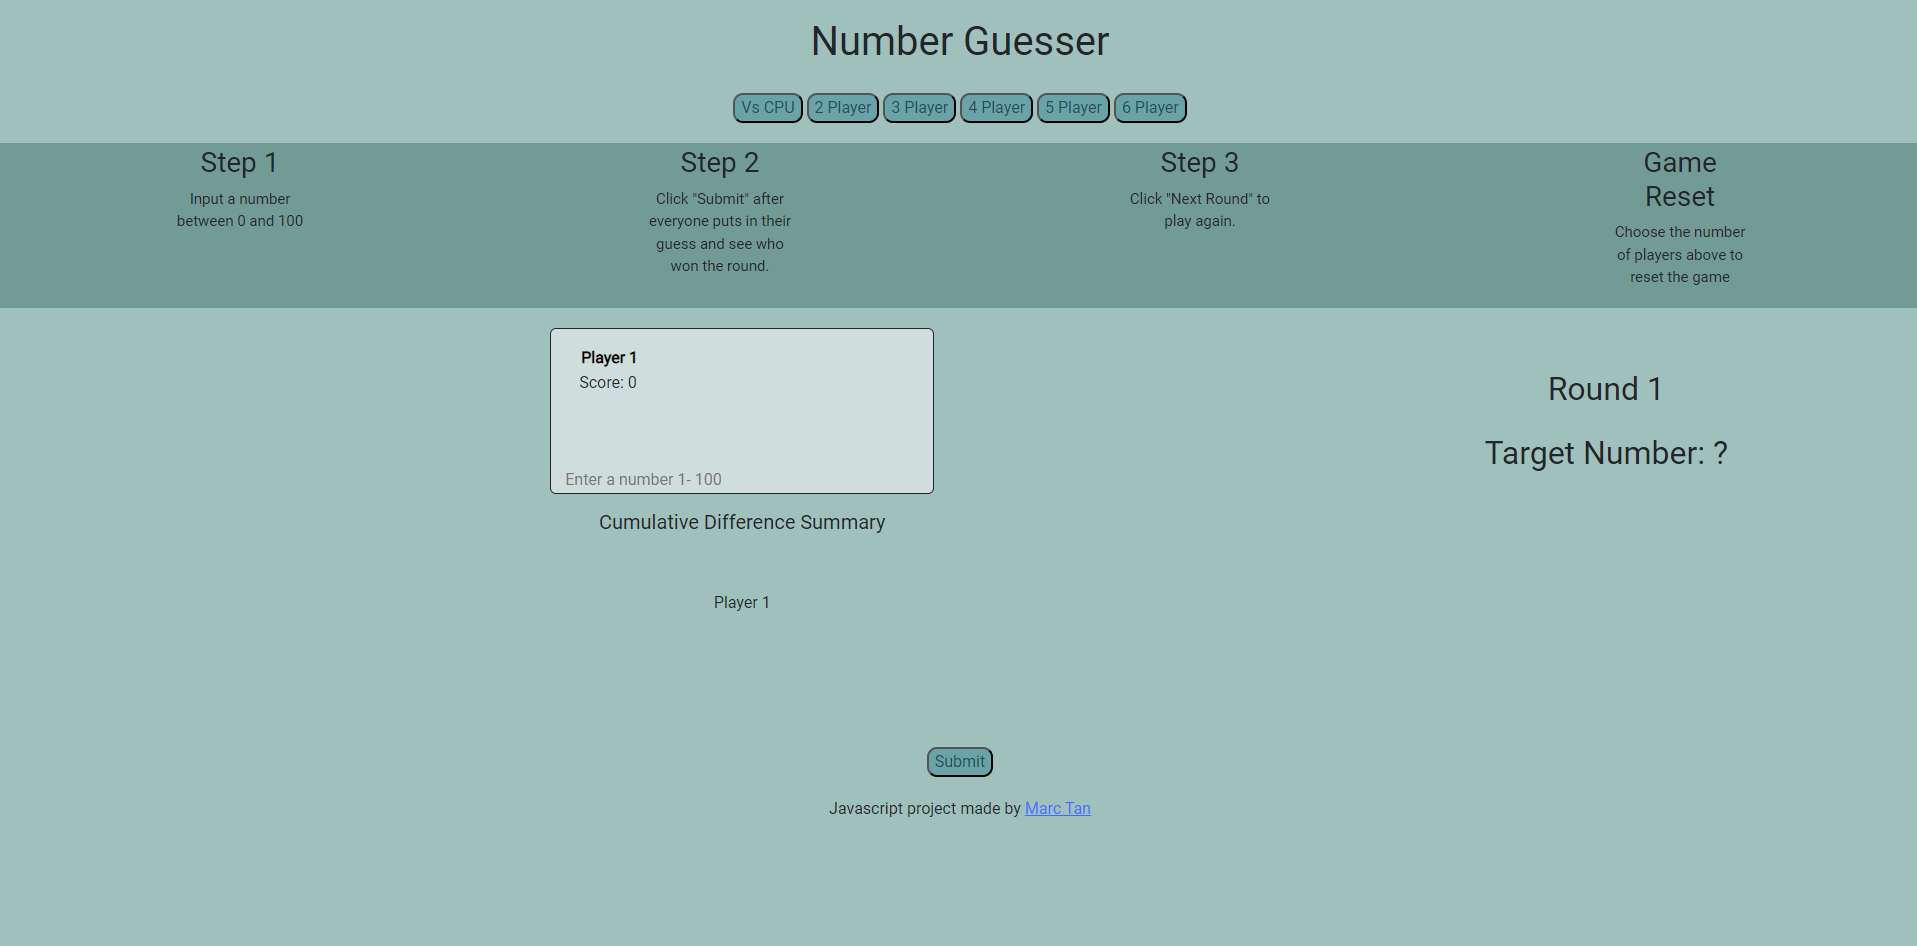 Number Guesser
Vs CPU 2 Player 3 Player 4 Player 5 Player 6 Player
Step 1
Input a number
between 0 and 100
Step 2
Click "Submit" after
everyone puts in their
guess and see who
won the round.
Step 3
Click "Next Round" to
play again.
Game
Reset
Choose the number
of players above to
reset the game
Player 1
Score: 0
Enter a number 1- 100
Cumulative Difference Summary
Player 1
Round 1
Target Number: ?
Submit
Javascript project made by Marc Tan